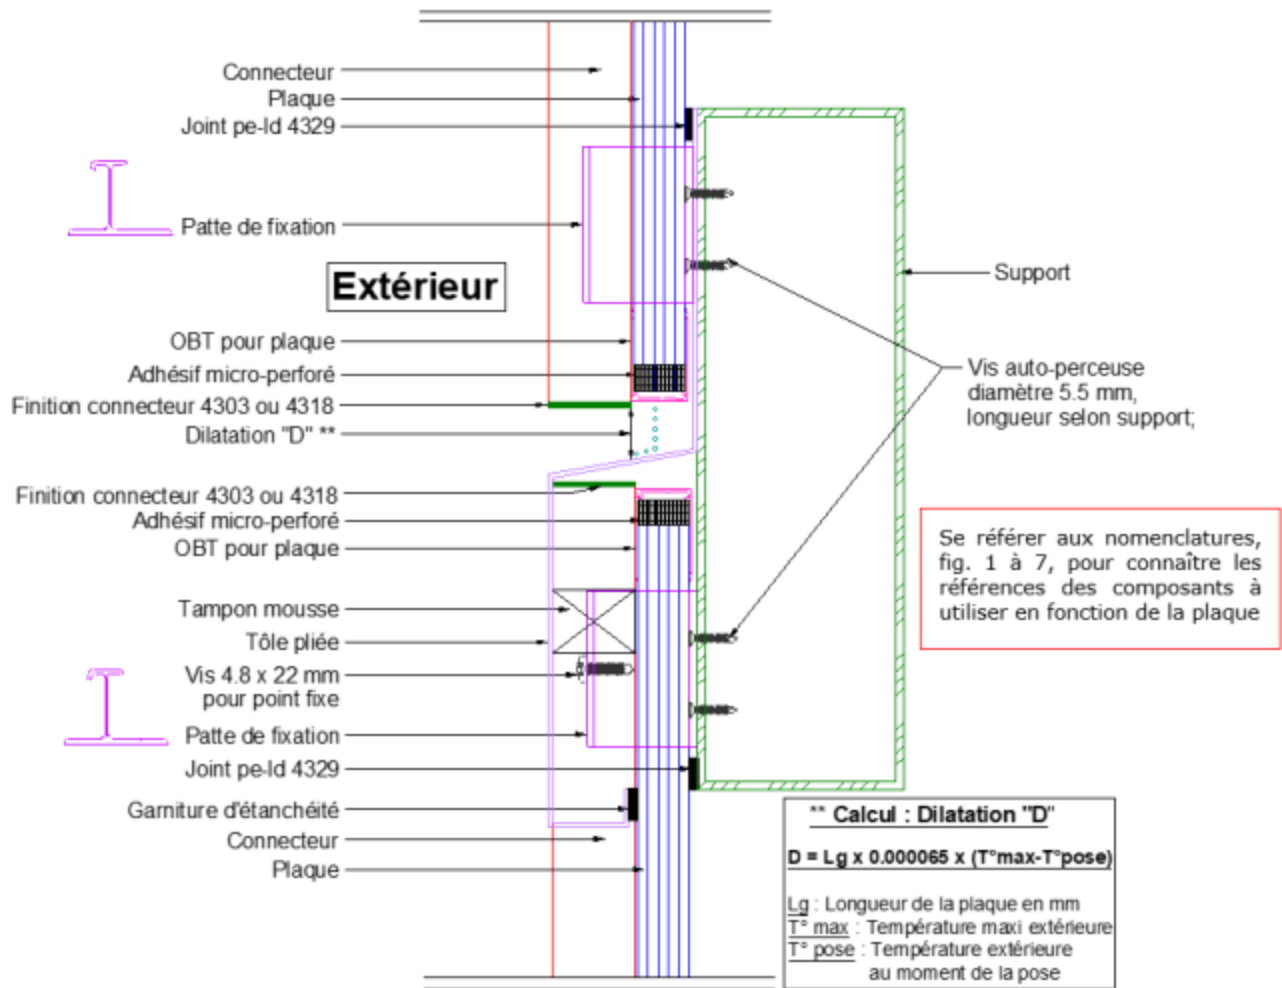 Connecteur
Plaque
Joint pe-ld 4329
Patte de fixation
Extérieur
OBT pour plaque
Adhésif micro-perforé
Finition connecteur 4303 ou 4318
Dilatation "D" **
Finition connecteur 4303 ou 4318
Adhésif micro-perforé
OBT pour plaque
Tampon mousse
Tôle pliée
Vis 4.8 x 22 mm
pour point fixe
Patte de fixation
Joint pe-ld 4329
Garniture d'étanchéité
Connecteur
Plaque
Support
Vis auto-perceuse
diamètre 5.5 mm,
longueur selon support;
Se référer aux nomenclatures,
fig. 1 à 7, pour connaître les
références des composants à
utiliser en fonction de la plaque
** Calcul : Dilatation "D"
D = Lg x 0.000065 x (T°max-T°pose)
Lg : Longueur de la plaque en mm
T° max : Température maxi extérieure
T° pose : Température extérieure
au moment de la pose